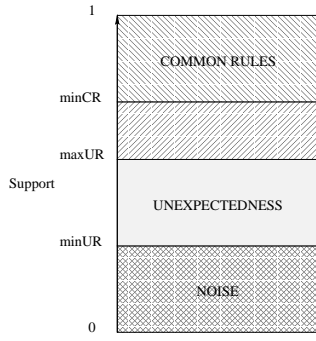 1
COMMON RULES
minCR
maxUR
Support
UNEXPECTEDNESS
minUR
NOISE
0